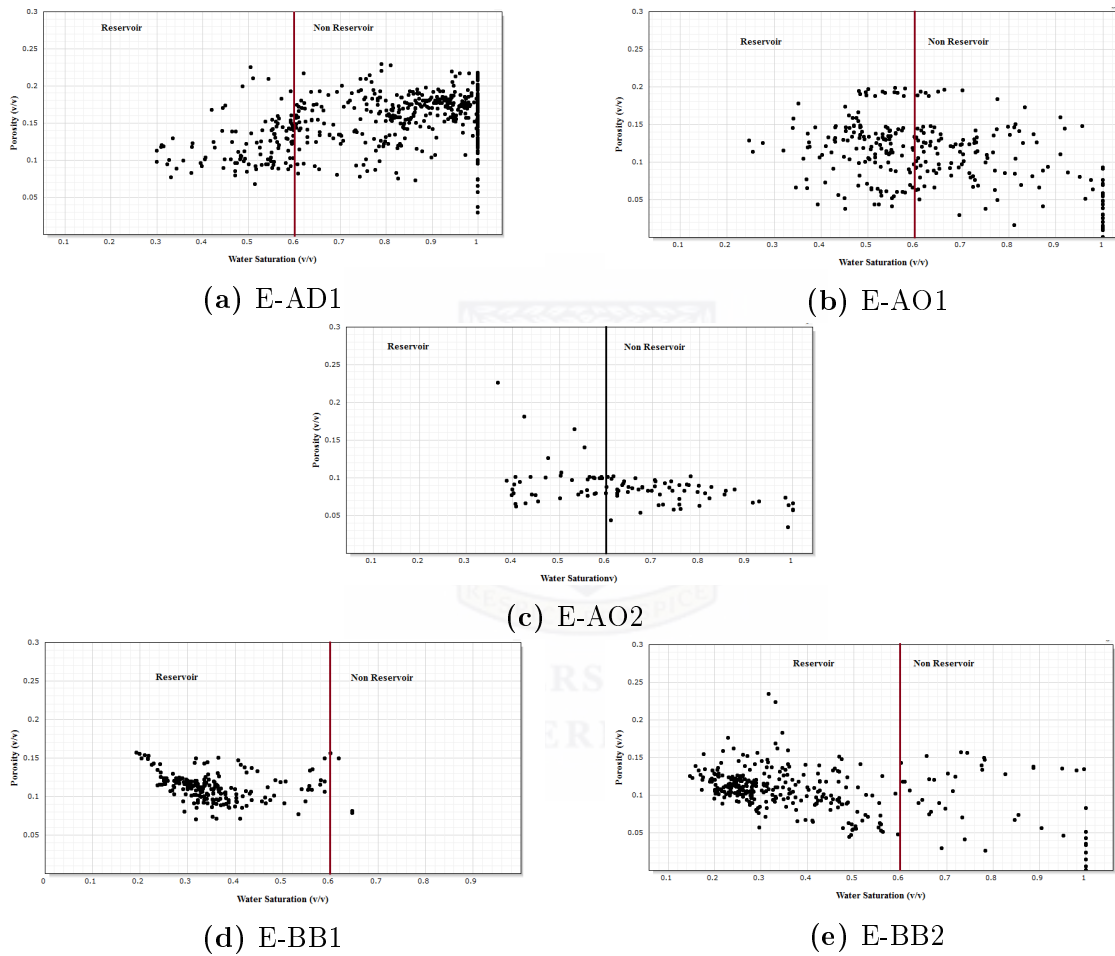 0.3
Reservoir
Non Reservoir
0.25
0.2
0.15
0.1
0.05
Porosity (v/v)
0.1 0.2 0.3 0.4 0.5 0.6 0.7 0.8 0.9 1
Water Saturation (v/v)
(a) E-AD1
0.3
Reservoir
Non Reservoir
0.25
0.2
0.15
0.1
0.05
Porosity (v/v)
0.1 0.2 0.3 0.4 0.5 0.6 0.7 0.8 0.9 1
Water Saturation (v/v)
(b) E-AO1
0.3
Reservoir
Non Reservoir
0.25
0.2
0.15
0.1
0.05
Porosity (v/v)
0.1 0.2 0.3 0.4 0.5 0.6 0.7 0.8 0.9 1
Water Saturationv)
(c) E-AO2
0.3
Reservoir
Non Reservoir
0.25
0.2
0.15
0.1
0.05
Porosity (v/v)
0 0.1 0.2 0.3 0.4 0.5 0.6 0.7 0.8 0.9
Water Saturation (v/v)
(d) E-BB1
0.3
Reservoir
Non Reservoir
0.25
0.2
0.15
0.1
0.05
Porosity (v/v)
0.1 0.2 0.3 0.4 0.5 0.6 0.7 0.8 0.9 1
Water Saturation (v/v)
(e) E-BB2